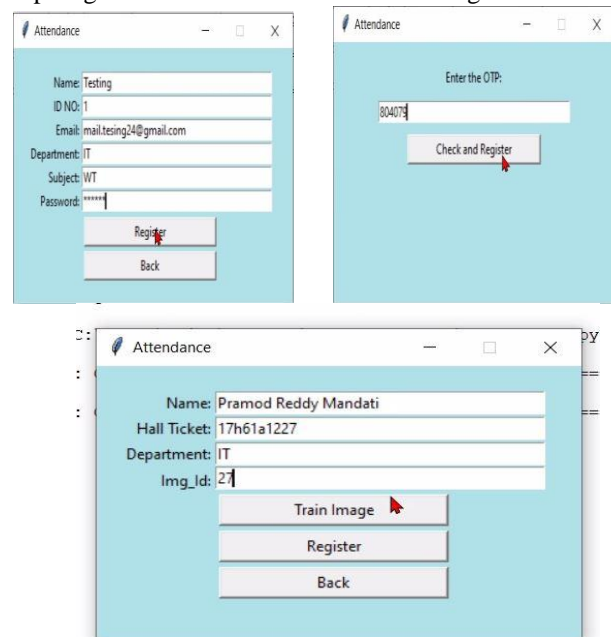 Attendance
Name: Testing
ID NO: 1
Email: mail.tesing24@gmail.com
Department: IT
Subject: WT
Password: ******
Register
Back
Attendance
Enter the OTP:
804079
Check and Register
C:
py
: 
==
: 
==
Attendance
Name: Pramod Reddy Mandati
Hall Ticket: 17h61a1227
Department: IT
Img_Id: 27
Train Image
Register
Back